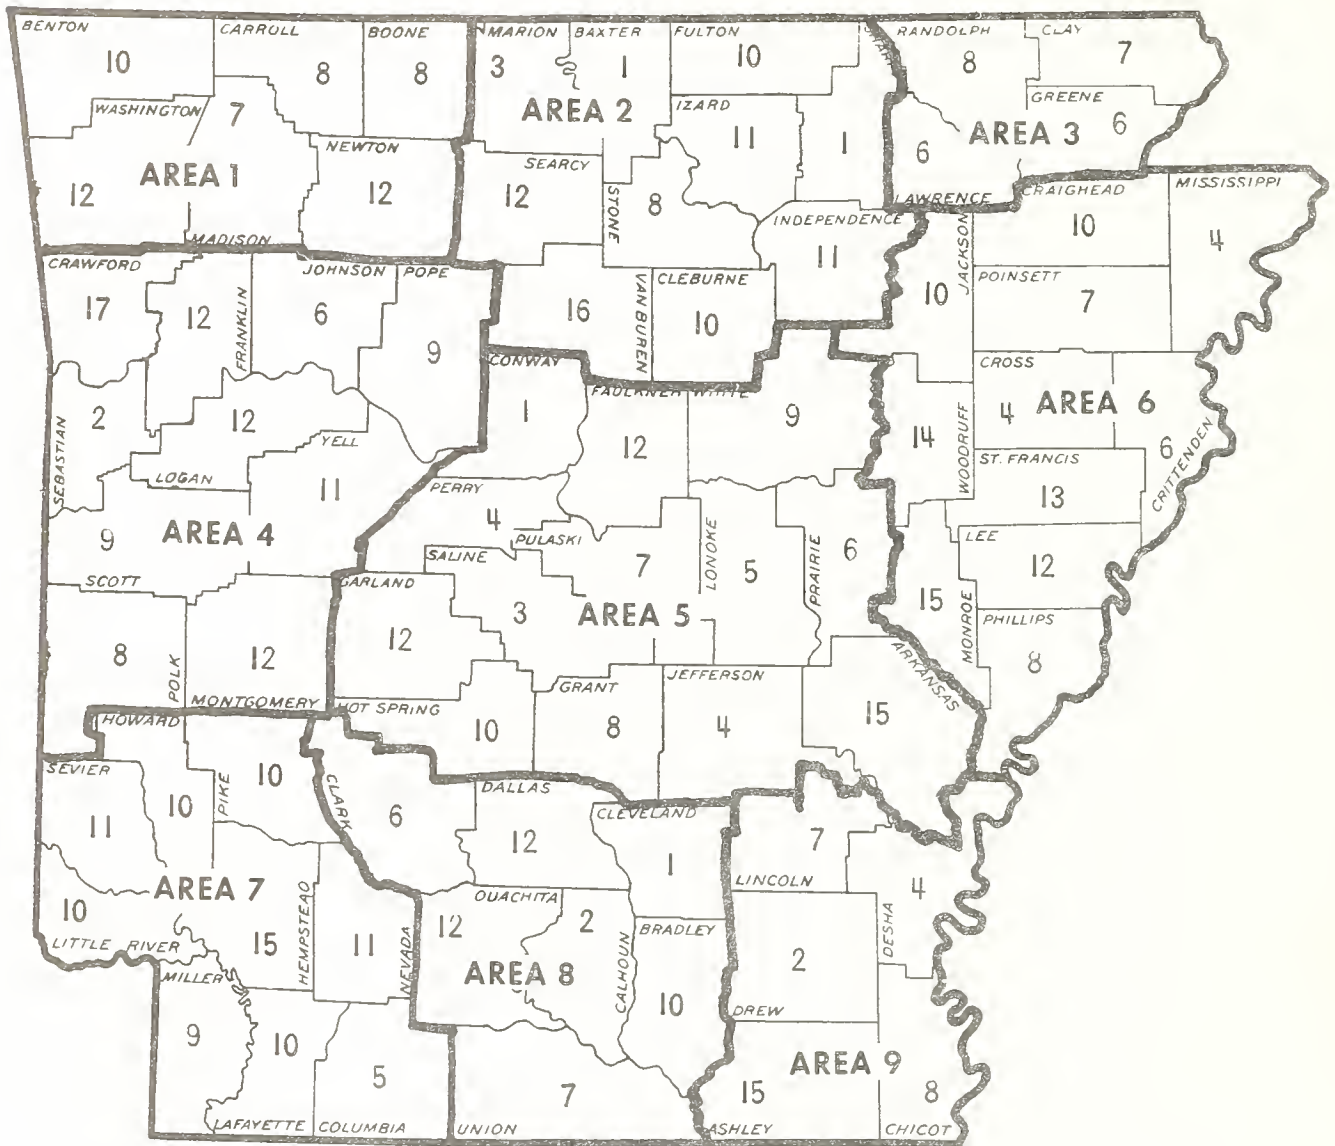 BENTON
10
CARROLL
8
BOONE
8
MARION
3
BAXTER
1
FULTON
10
SHARP
1
RANDOLPH
8
CLAY
7
WASHINGTON
12
7
MADISON
AREA 1
NEWTON
12
AREA 2
SEARCY
12
STONE
8
IZARD
11
INDEPENDENCE
11
GREENE
6
AREA 3
6
LAWRENCE
CRAIGHEAD
10
MISSISSIPPI
4
CRAWFORD
17
12
FRANKLIN
JOHNSON
6
POPE
9
16
VAN BUREN
CLEBURNE
10
10
JACKSON
POINSETT
7
CONWAY
1
FAULKNER
12
WHITE
9
CROSS
4
AREA 6
6
CRITTENDEN
2
SEBASTIAN
12
LOGAN
YELL
11
14
WOODRUFF
ST. FRANCIS
13
9
SCOTT
AREA 4
PERRY
4
PULASKI
7
LONOKE
5
PRAIRIE
6
LEE
12
SALINE
3
AREA 5
GARLAND
12
15
MONROE
PHILLIPS
8
8
POLK
12
MONTGOMERY
HOT SPRING
10
GRANT
8
JEFFERSON
4
15
ARKANSAS
HOWARD
10
SEVIER
11
PIKE
10
CLARK
6
DALLAS
12
CLEVELAND
1
7
LINCOLN
4
DESHA
AREA 7
10
LITTLE RIVER
15
HEMPSTEAD
11
NEVADA
OUACHITA
12
2
CALHOUN
AREA 8
BRADLEY
10
2
DREW
MILLER
9
10
LAFAYETTE
5
COLUMBIA
7
UNION
AREA 9
15
ASHLEY
8
CHICOT